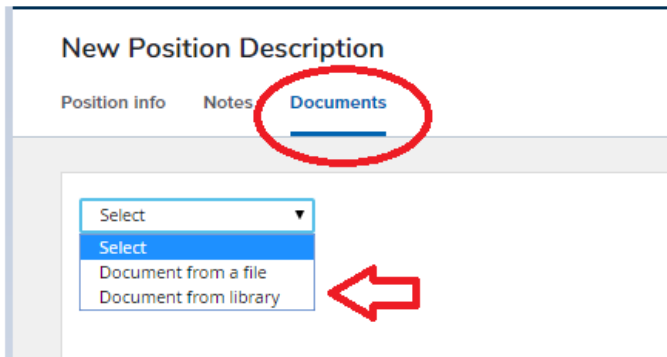 New Position Description
Position info Notes Documents
Select
Select
Document from a file
Document from library